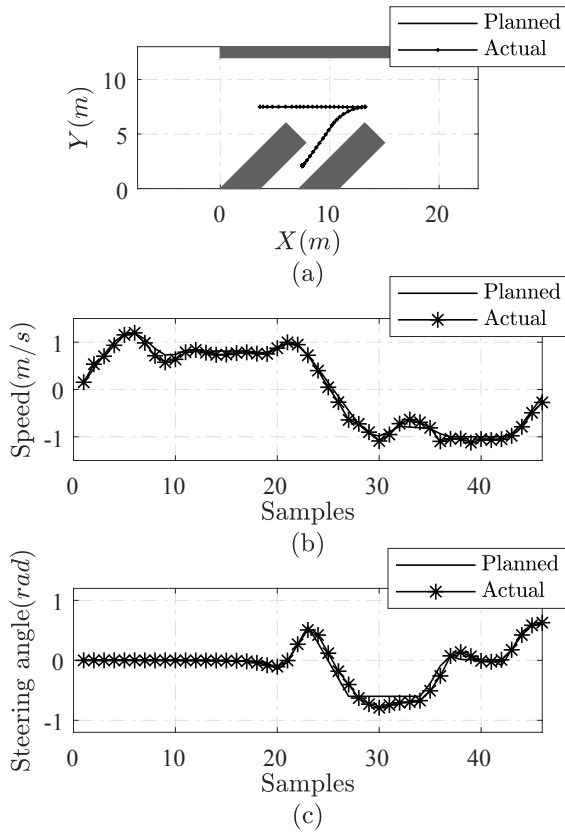 Planned
Actual
10
5
0
Y(m)
0
10
20
X(m)
(a)
Planned
Actual
1
0
-1
Speed(m/s)
0
10
20
30
40
Samples
(b)
Planned
Actual
1
0
-1
Steering angle(rad)
0
10
20
30
40
Samples
(c)